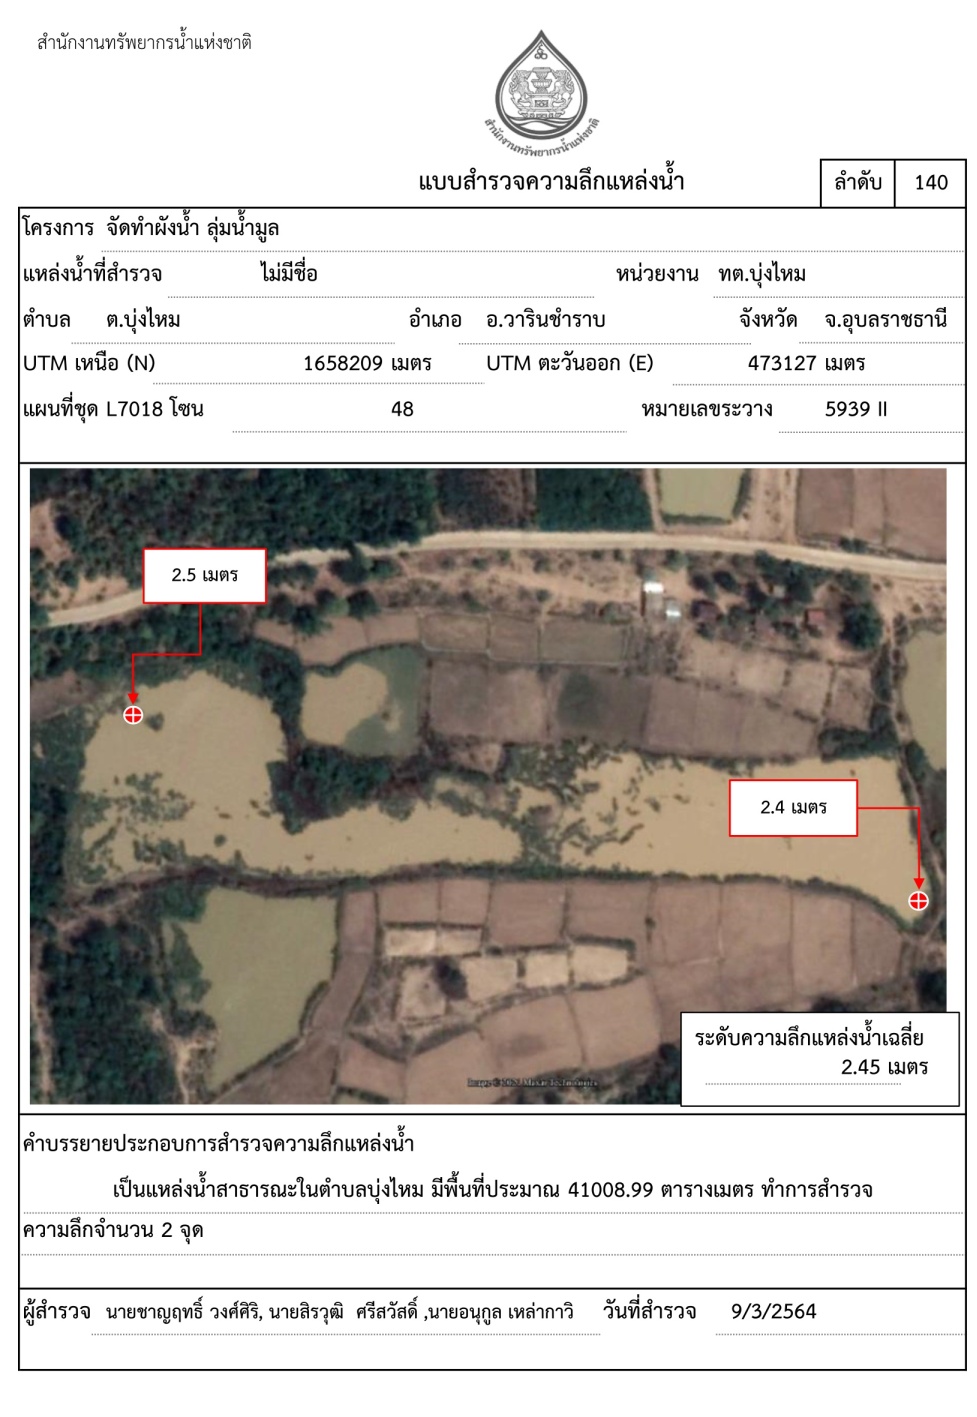 สำนักงานทรัพยากรน้ำแห่งชาติ
สำนักงานทรัพยากรน้ำแห่งชาติ
แบบสำรวจความลึกแหล่งน้ำ
ลำดับ 140
โครงการ จัดทำผังน้ำ ลุ่มน้ำมูล
แหล่งน้ำที่สำรวจ ไม่มีชื่อ หน่วยงาน ทต.บุ่งไหม
ตำบล ต.บุ่งไหม อำเภอ อ.วารินชำราบ จังหวัด จ.อุบลราชธานี
UTM เหนือ (N) 1658209 เมตร UTM ตะวันออก (E) 473127 เมตร
แผนที่ชุด L7018 โซน 48 หมายเลขระวาง 5939 II
2.5 เมตร
2.4 เมตร
ระดับความลึกแหล่งน้ำเฉลี่ย
2.45 เมตร
Image © 2021 Maxar Technologies
คำบรรยายประกอบการสำรวจความลึกแหล่งน้ำ
เป็นแหล่งน้ำสาธารณะในตำบลบุ่งไหม มีพื้นที่ประมาณ 41008.99 ตารางเมตร ทำการสำรวจ
ความลึกจำนวน 2 จุด
ผู้สำรวจ นายชาญฤทธิ์ วงศ์ศิริ, นายสิรวุฒิ ศรีสวัสดิ์ ,นายอนุกูล เหล่ากาวี วันที่สำรวจ 9/3/2564